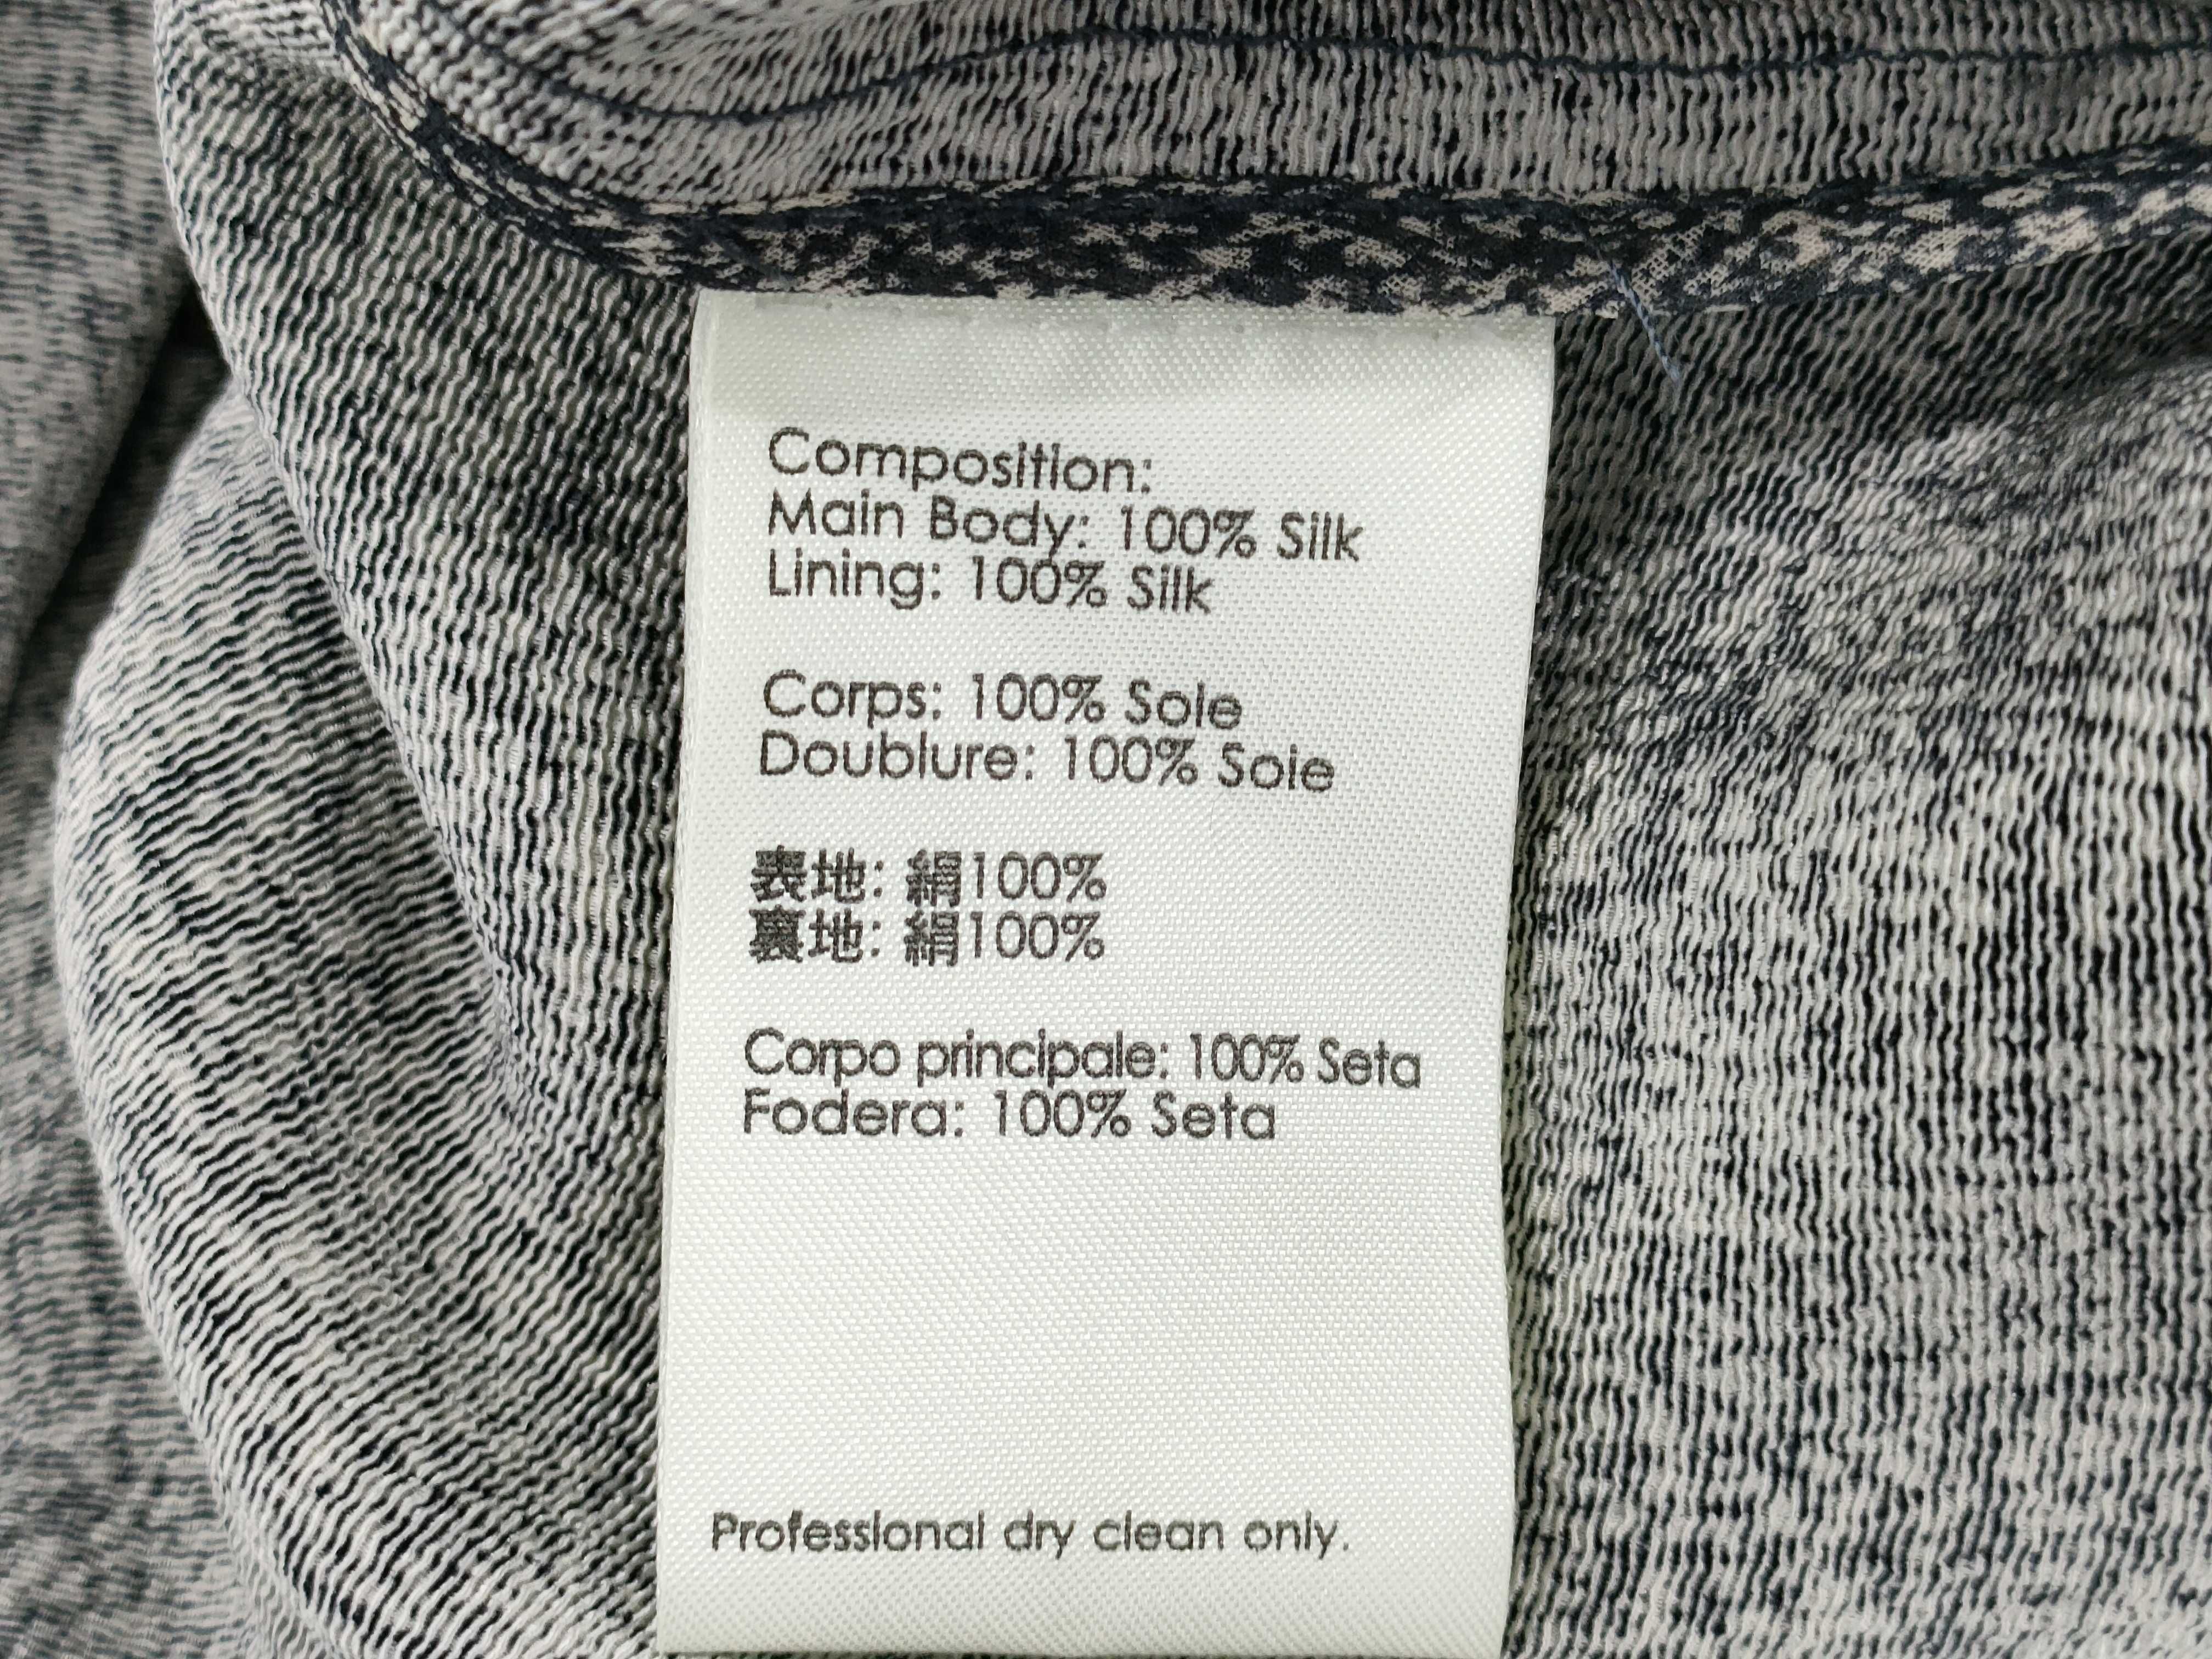 Composition:
Main Body: 100% Silk
Lining: 100% Silk
Corps: 100% Soie
Doublure: 100% Soie
表地: 絹100%
裏地: 絹100%
Corpo principale: 100% Seta
Fodera: 100% Seta
Professional dry clean only.